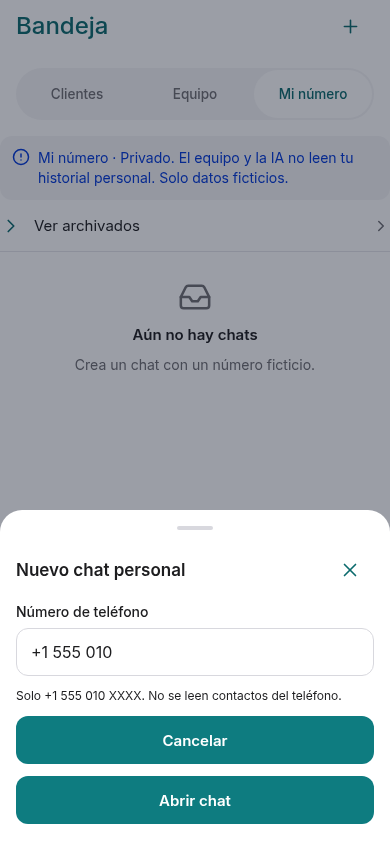 Bandeja
Clientes
Equipo
Mi número
Mi número · Privado. El equipo y la IA no leen tu
historial personal. Solo datos ficticios.
Ver archivados
Aún no hay chats
Crea un chat con un número ficticio.
Nuevo chat personal
Número de teléfono
+1 555 010
Solo +1 555 010 XXXX. No se leen contactos del teléfono.
Cancelar
Abrir chat